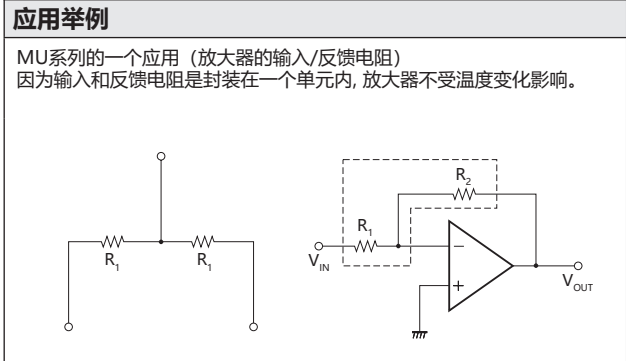 应用举例
MU系列的一个应用（放大器的输入/反馈电阻）
因为输入和反馈电阻是封装在一个单元内, 放大器不受温度变化影响。
R2
R1
R1 R1
VIN
VOUT